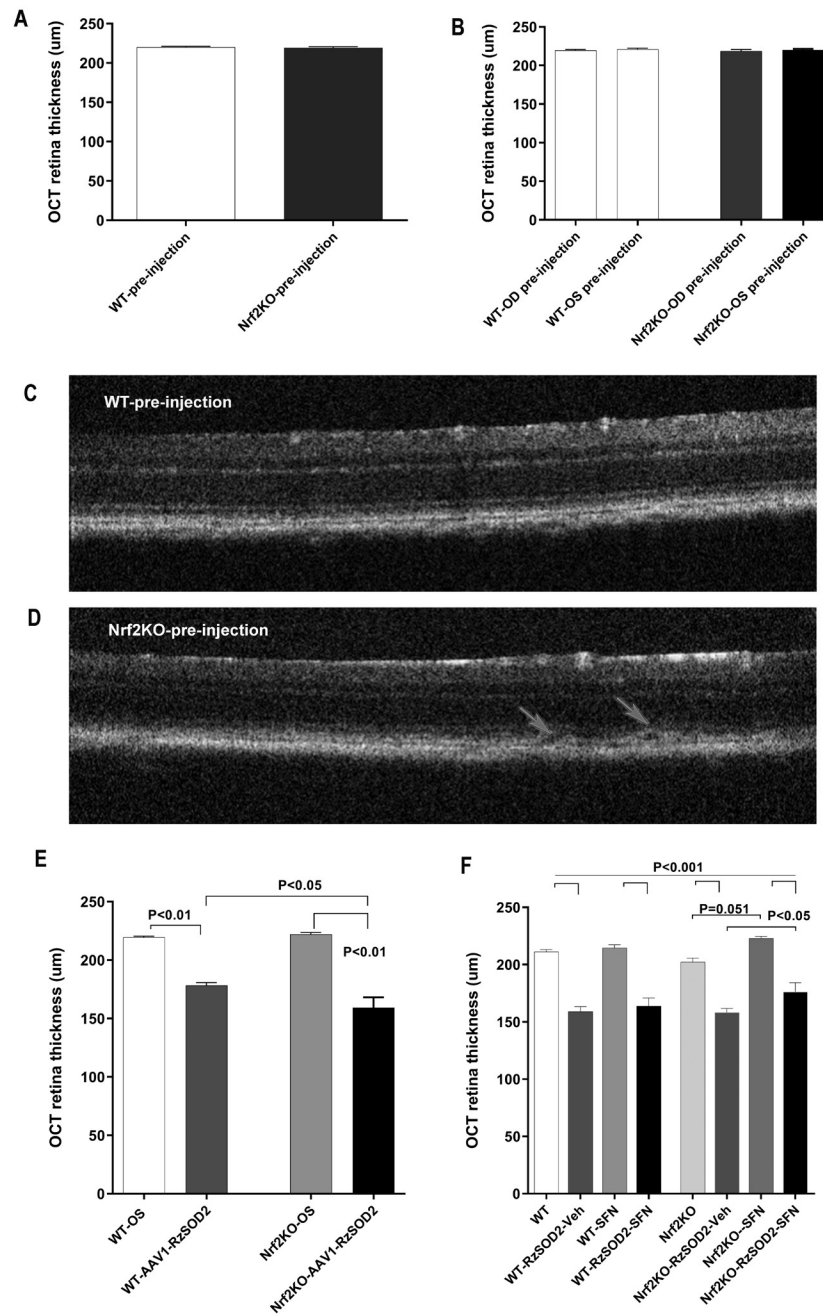 A
OCT retina thickness (um)
250
200
150
100
50
0
WT-pre-injection
Nrf2KO-pre-injection
B
OCT retina thickness (um)
250
200
150
100
50
0
WT-OD pre-injection
WT-OS pre-injection
Nrf2KO-OD pre-injection
Nrf2KO-OS pre-injection
C
WT-pre-injection
D
Nrf2KO-pre-injection
E
OCT retina thickness (um)
250
200
150
100
50
0
P<0.05
P<0.01
P<0.01
WT-OS
WT-AAV1-RzSOD2
Nrf2KO-OS
Nrf2KO-AAV1-RzSOD2
F
OCT retina thickness (um)
250
200
150
100
50
0
P<0.001
P=0.051
P<0.05
WT
WT-RzSOD2-Veh
WT-SFN
WT-RzSOD2-SFN
Nrf2KO
Nrf2KO-RzSOD2-Veh
Nrf2KO--SFN
Nrf2KO-RzSOD2-SFN